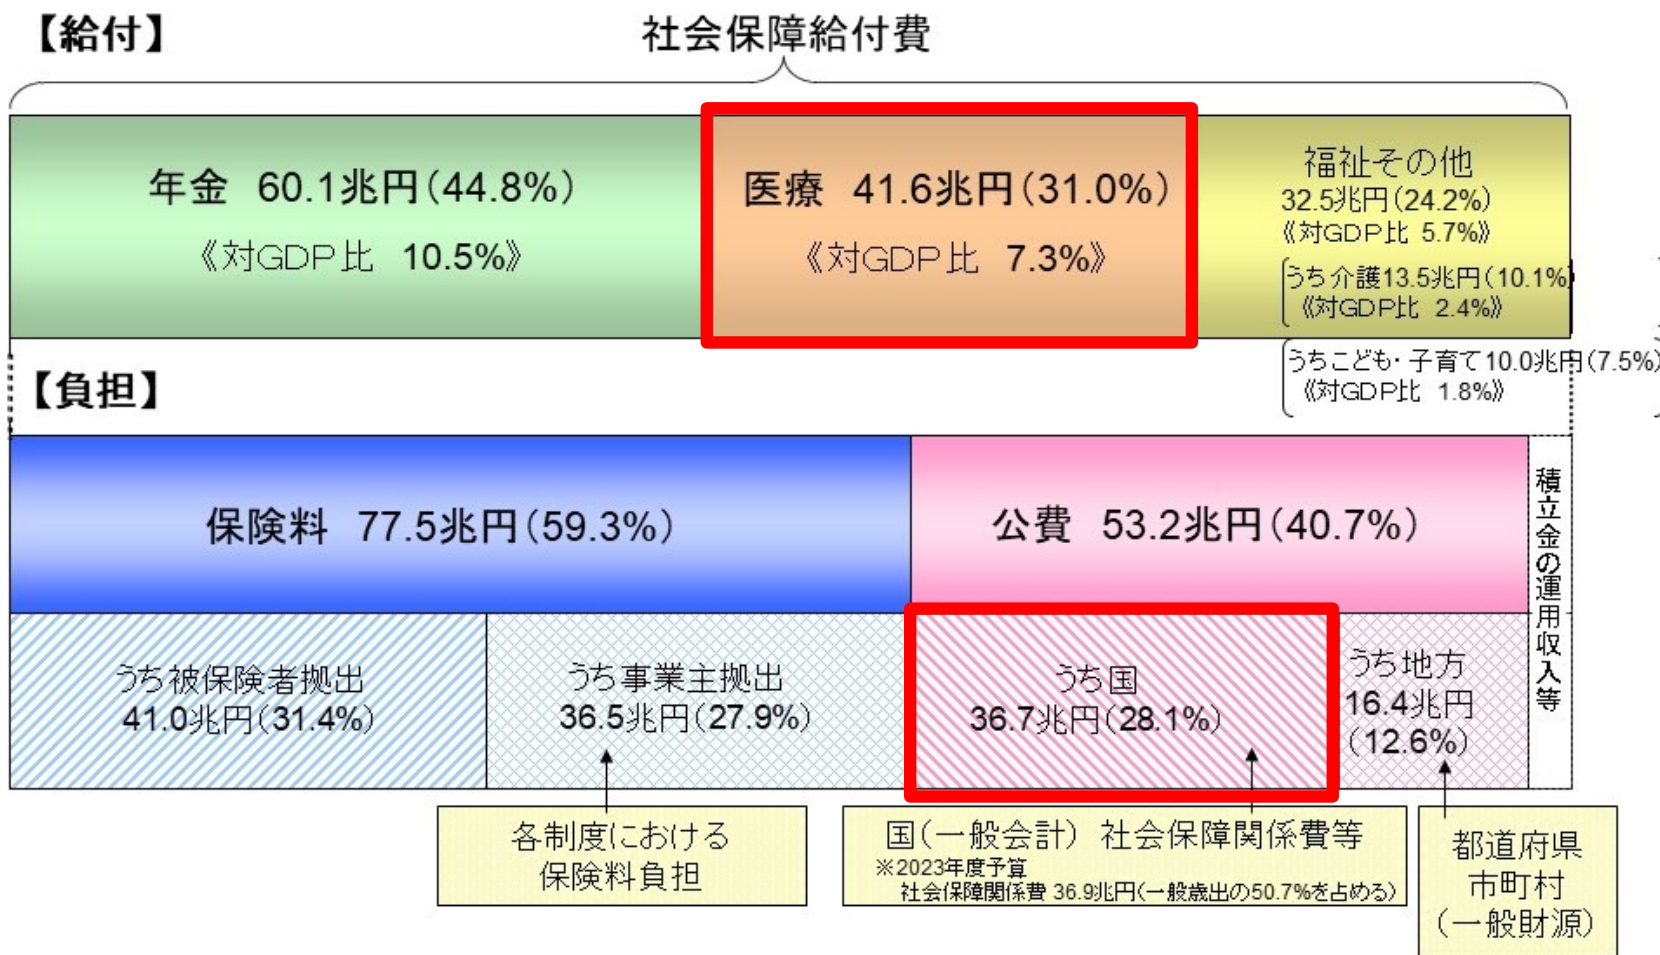 【給付】
社会保障給付費
年金 60.1兆円(44.8%)
《対GDP比 10.5%》
医療 41.6兆円(31.0%)
《対GDP比 7.3%》
福祉その他
32.5兆円(24.2%)
《対GDP比 5.7%》
うち介護13.5兆円(10.1%)
《対GDP比 2.4%》
うちこども・子育て10.0兆円(7.5%)
《対GDP比 1.8%》
【負担】
保険料 77.5兆円(59.3%)
公費 53.2兆円(40.7%)
積立金の運用収入等
うち被保険者拠出
41.0兆円(31.4%)
うち事業主拠出
36.5兆円(27.9%)
うち国
36.7兆円(28.1%)
うち地方
16.4兆円
(12.6%)
各制度における
保険料負担
国(一般会計) 社会保障関係費等
※2023年度予算
社会保障関係費 36.9兆円(一般歳出の50.7%を占める)
都道府県
市町村
(一般財源)